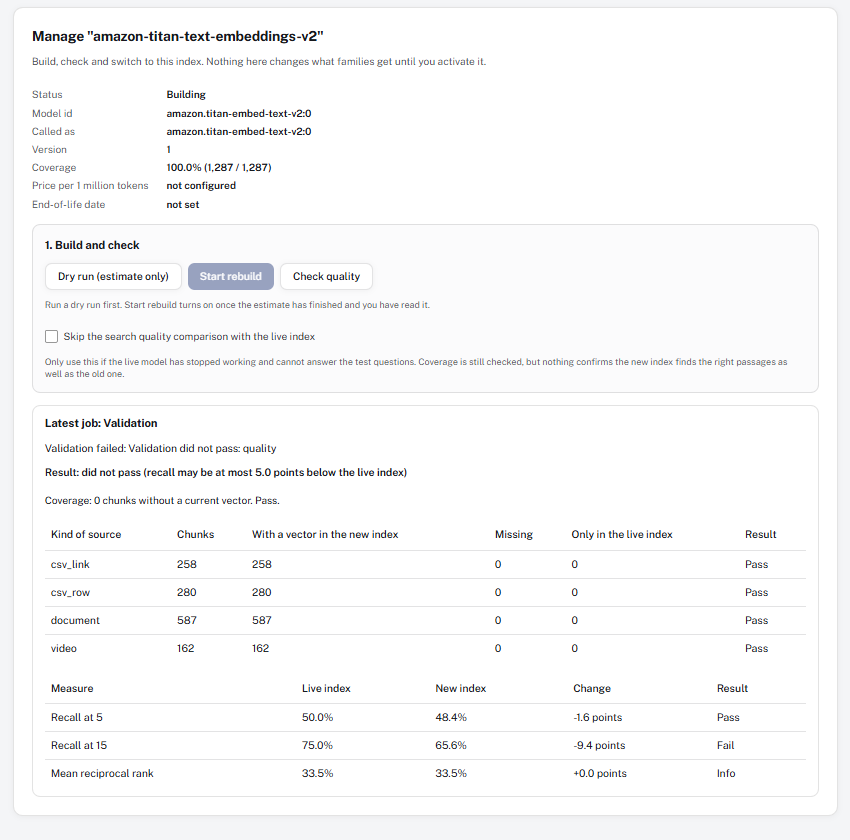 Manage "amazon-titan-text-embeddings-v2"
Build, check and switch to this index. Nothing here changes what families get until you activate it.
Status Building
Model id amazon.titan-embed-text-v2:0
Called as amazon.titan-embed-text-v2:0
Version 1
Coverage 100.0% (1,287 / 1,287)
Price per 1 million tokens not configured
End-of-life date not set
1. Build and check
Dry run (estimate only) Start rebuild Check quality
Run a dry run first. Start rebuild turns on once the estimate has finished and you have read it.
Skip the search quality comparison with the live index
Only use this if the live model has stopped working and cannot answer the test questions. Coverage is still checked, but nothing confirms the new index finds the right passages as
well as the old one.
Latest job: Validation
Validation failed: Validation did not pass: quality
Result: did not pass (recall may be at most 5.0 points below the live index)
Coverage: 0 chunks without a current vector. Pass.
Kind of source Chunks With a vector in the new index Missing Only in the live index Result
csv_link 258 258 0 0 Pass
csv_row 280 280 0 0 Pass
document 587 587 0 0 Pass
video 162 162 0 0 Pass
Measure Live index New index Change Result
Recall at 5 50.0% 48.4% -1.6 points Pass
Recall at 15 75.0% 65.6% -9.4 points Fail
Mean reciprocal rank 33.5% 33.5% +0.0 points Info